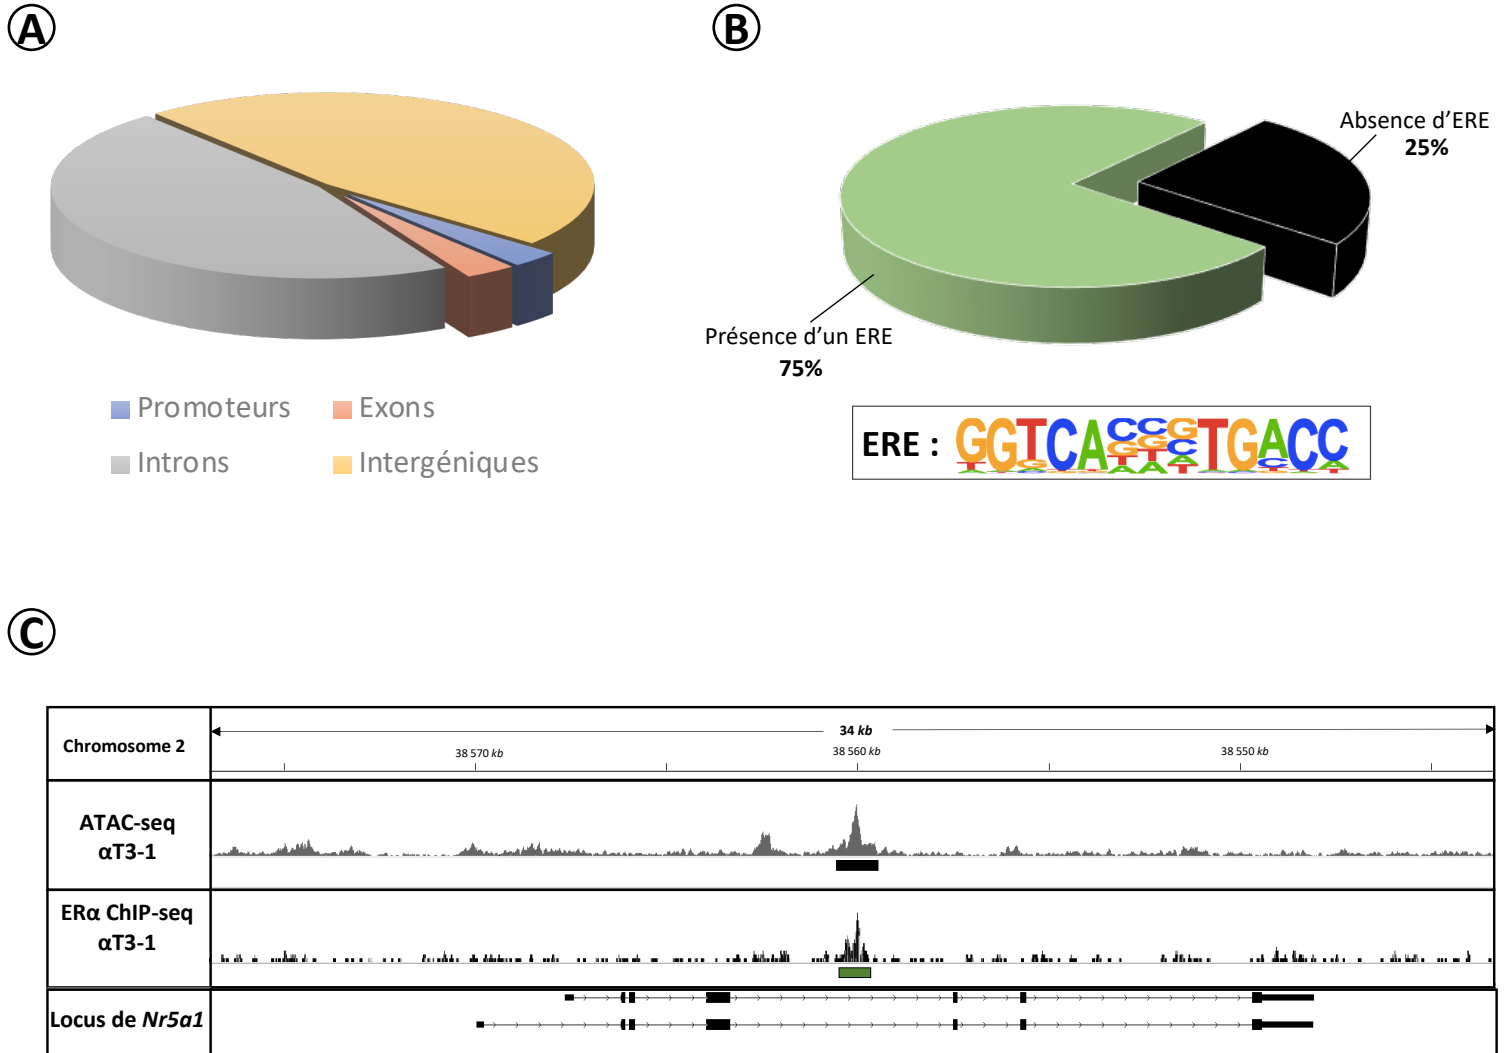 A
B
Absence d’ERE
25%
Présence d’un ERE
75%
Promoteurs
Exons
Introns
Intergéniques
ERE : GGTCACCGTGACC
C
Chromosome 2
34 kb
38 570 kb
38 560 kb
38 550 kb
ATAC-seq
αT3-1
ERα ChIP-seq
αT3-1
Locus de Nr5a1